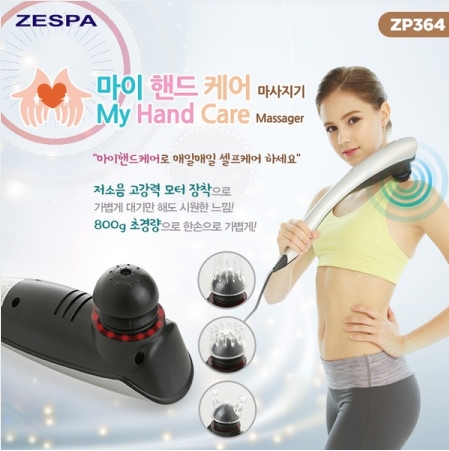 ZESPA
ZP364
마이 핸드 케어 마사지기
My Hand Care Massager
"마이핸드케어로 매일매일 셀프케어 하세요"
저소음 고강력 모터 장착으로
가볍게 대기만 해도 시원한 느낌!
800g 초경량으로 한손으로 가볍게!